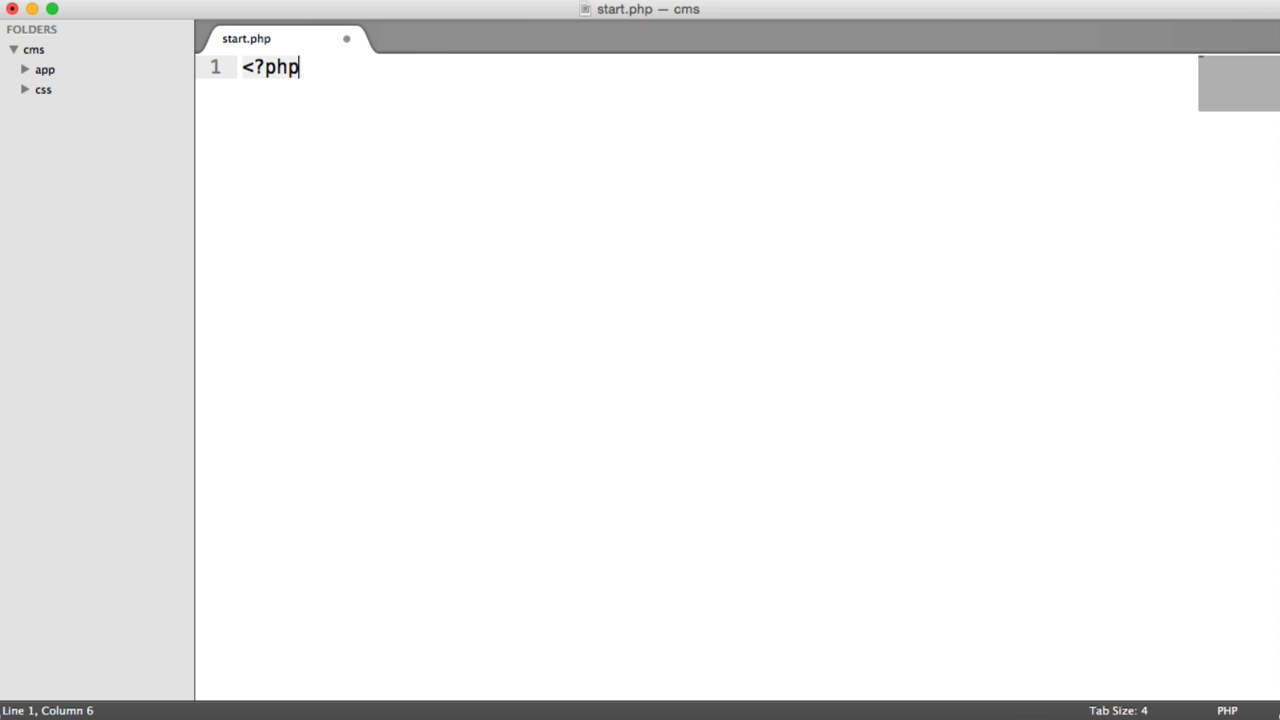 start.php — cms
FOLDERS
cms
app
css
start.php
1 <?php
Line 1, Column 6
Tab Size: 4
PHP